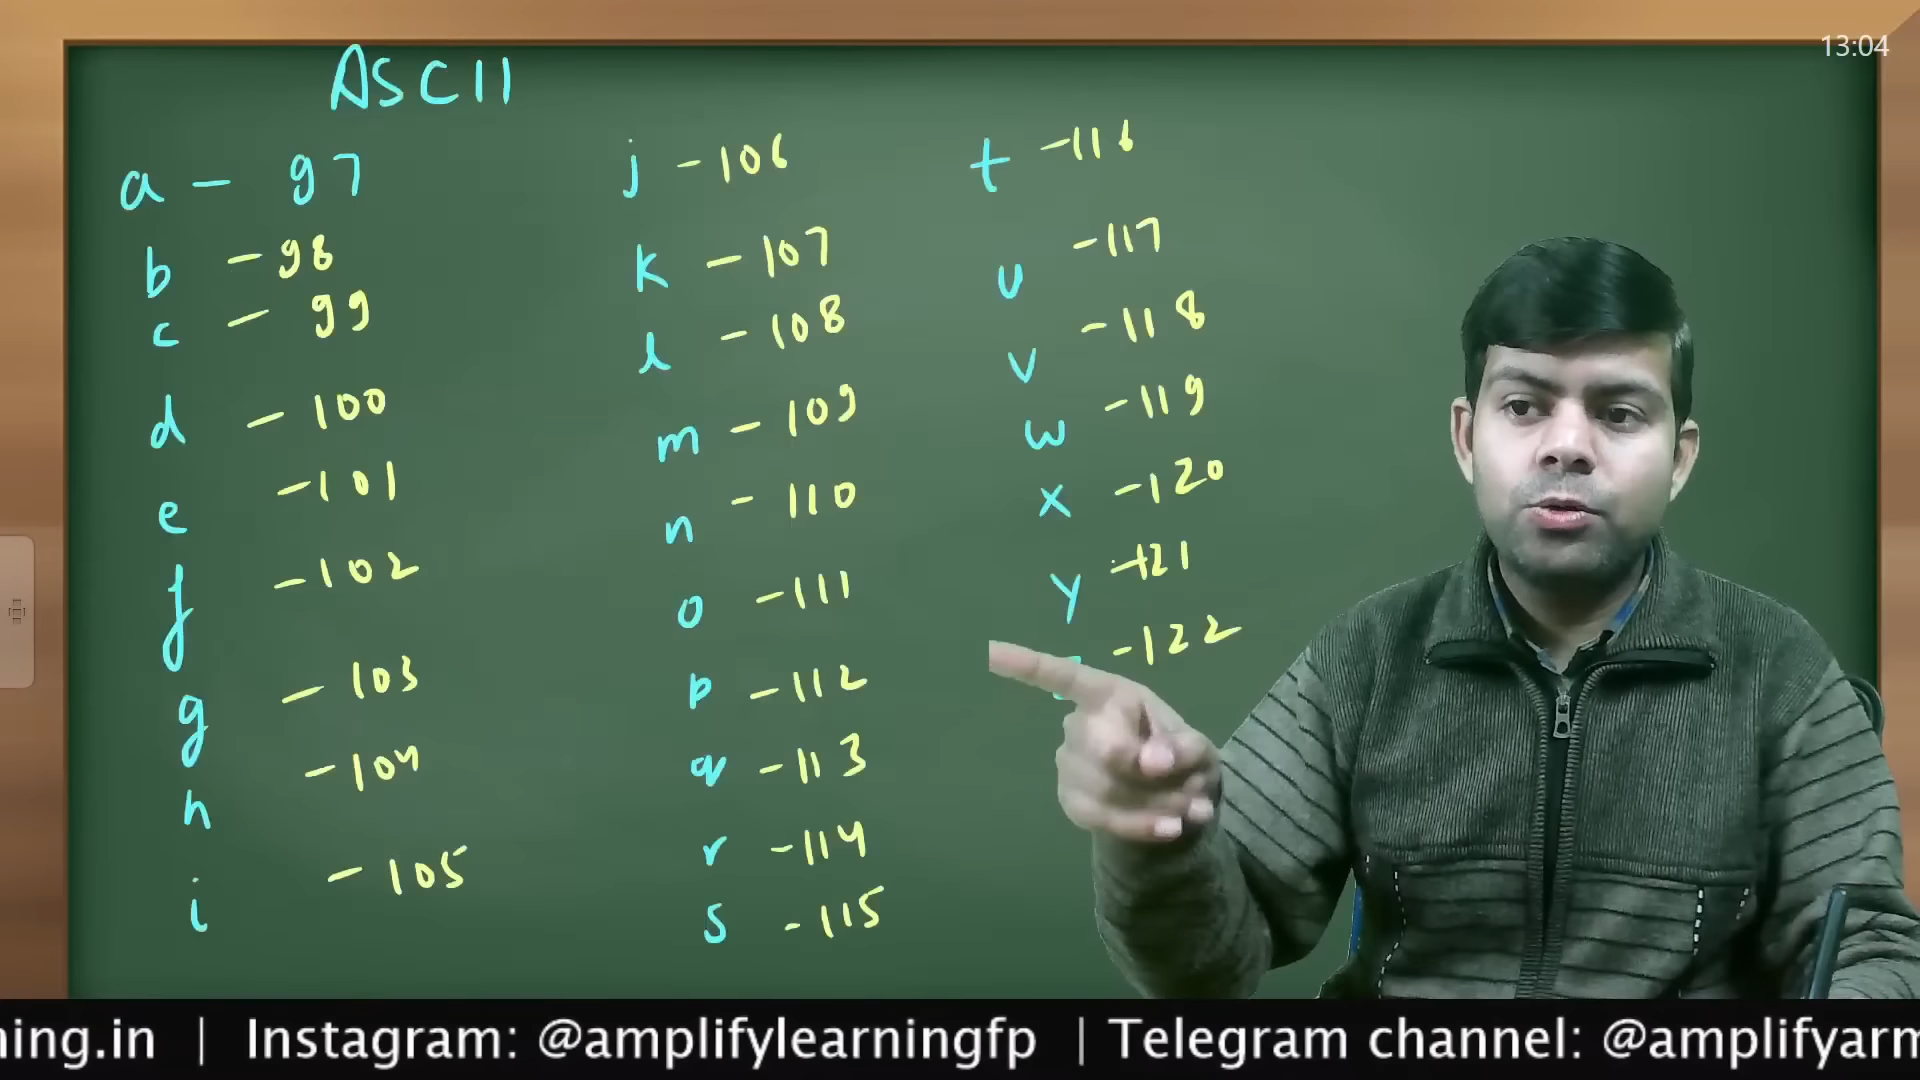 13:04
ASCII
a - 97
b - 98
c - 99
d - 100
e - 101
f - 102
g - 103
h - 104
i - 105
j - 106
k - 107
l - 108
m - 109
n - 110
o - 111
p - 112
q - 113
r - 114
s - 115
t - 116
u - 117
v - 118
w - 119
x - 120
y - 121
- 122
ning.in | Instagram: @amplifylearningfp | Telegram channel: @amplifyarm